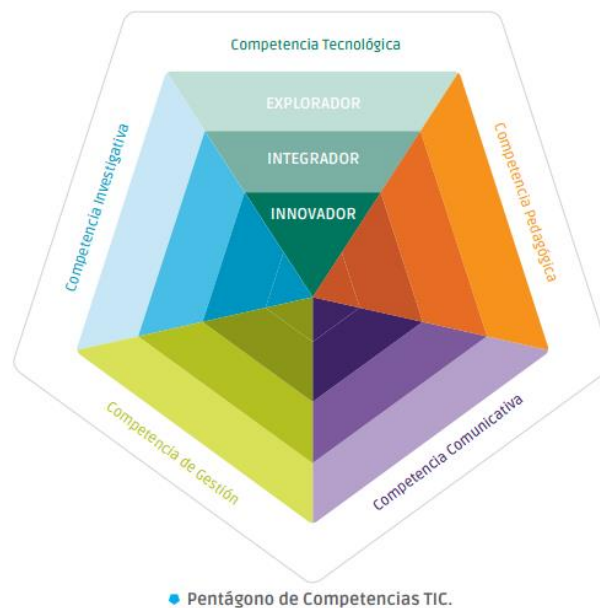 Competencia Tecnológica
EXPLORADOR
INTEGRADOR
INNOVADOR
Competencia Investigativa
Competencia Pedagógica
Competencia de Gestión
Competencia Comunicativa
Pentágono de Competencias TIC.